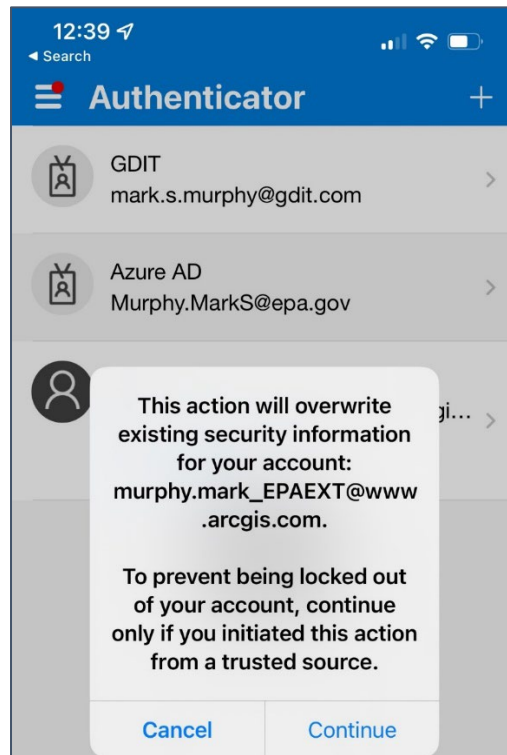 12:39
◀ Search
Authenticator
GDIT
mark.s.murphy@gdit.com
Azure AD
Murphy.MarkS@epa.gov
gi...
This action will overwrite
existing security information
for your account:
murphy.mark_EPAEXT@www
.arcgis.com.
To prevent being locked out
of your account, continue
only if you initiated this action
from a trusted source.
Cancel Continue